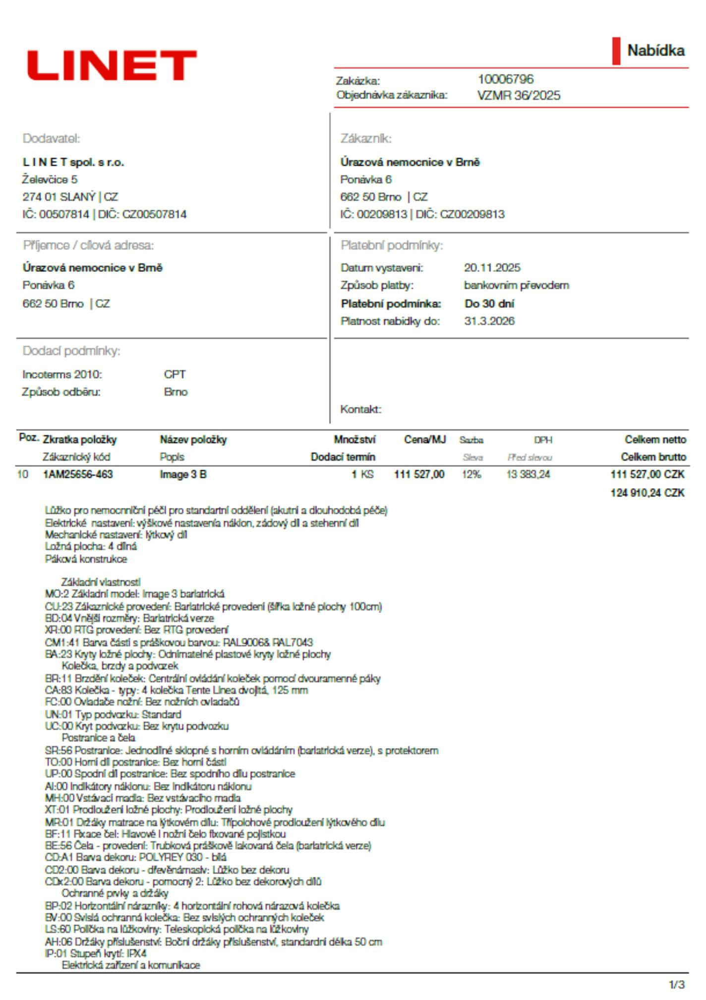 LINET
Nabídka
Zakázka: 10006796
Objednávka zákazníka: VZMR 36/2025
Dodavatel:
L I N E T spol. s r.o.
Želevčice 5
274 01 SLANÝ | CZ
IČ: 00507814 | DIČ: CZ00507814
Zákazník:
Úrazová nemocnice v Brně
Ponávka 6
662 50 Brno | CZ
IČ: 00209813 | DIČ: CZ00209813
Příjemce / cílová adresa:
Úrazová nemocnice v Brně
Ponávka 6
662 50 Brno | CZ
Platební podmínky:
Datum vystavení: 20.11.2025
Způsob platby: bankovním převodem
Platební podmínka: Do 30 dní
Platnost nabídky do: 31.3.2026
Dodací podmínky:
Incoterms 2010: CPT
Způsob odběru: Brno
Kontakt:
Poz. Zkratka položky Název položky Množství Cena/MJ Sazba DPH Celkem netto
Zákaznický kód Popis Dodací termín Sleva Před slevou Celkem brutto
10 1AM25656-463 Image 3 B 1 KS 111 527,00 12% 13 383,24 111 527,00 CZK
124 910,24 CZK
Lůžko pro nemocnniční péči pro standartní oddělení (akutní a dlouhodobá péče)
Elektrické nastavení: výškové nastavenía náklon, zádový díl a stehenní díl
Mechanické nastavení: lýtkový díl
Ložná plocha: 4 dílná
Páková konstrukce
Základní vlastnosti
MO:2 Základní model: Image 3 bariatrická
CU:23 Zákaznické provedení: Bariatrické provedení (šířka ložné plochy 100cm)
BD:04 Vnější rozměry: Bariatrická verze
XR:00 RTG provedení: Bez RTG provedení
CM1:41 Barva částí s práškovou barvou: RAL9006& RAL7043
BA:23 Kryty ložné plochy: Odnímatelné plastové kryty ložné plochy
Kolečka, brzdy a podvozek
BR:11 Brzdění koleček: Centrální ovládání koleček pomocí dvouramenné páky
CA:83 Kolečka - typy: 4 kolečka Tente Linea dvojitá, 125 mm
FC:00 Ovladače nožní: Bez nožních ovladačů
UN:01 Typ podvozku: Standard
UC:00 Kryt podvozku: Bez krytu podvozku
Postranice a čela
SR:56 Postranice: Jednodílné sklopné s horním ovládáním (bariatrická verze), s protektorem
TO:00 Horní díl postranice: Bez horní části
UP:00 Spodní díl postranice: Bez spodního dílu postranice
AI:00 Indikátory náklonu: Bez indikátoru náklonu
MH:00 Vstávací madla: Bez vstávacího madla
XT:01 Prodloužení ložné plochy: Prodloužení ložné plochy
MR:01 Držáky matrace na lýtkovém dílu: Třípolohové prodloužení lýtkového dílu
BF:11 Fixace čel: Hlavové i nožní čelo fixované pojistkou
BE:56 Čela - provedení: Trubková práškově lakovaná čela (bariatrická verze)
CD:A1 Barva dekoru: POLYREY 030 - bílá
CD2:00 Barva dekoru - dřevěnámasiv: Lůžko bez dekoru
CDx2:00 Barva dekoru - pomocný 2: Lůžko bez dekorových dílů
Ochranné prvky a držáky
BP:02 Horizontální nárazníky: 4 horizontální rohová nárazová kolečka
BV:00 Svislá ochranná kolečka: Bez svislých ochranných koleček
LS:60 Polička na lůžkoviny: Teleskopická polička na lůžkoviny
AH:06 Držáky příslušenství: Boční držáky příslušenství, standardní délka 50 cm
IP:01 Stupeň krytí: IPX4
Elektrická zařízení a komunikace
1/3